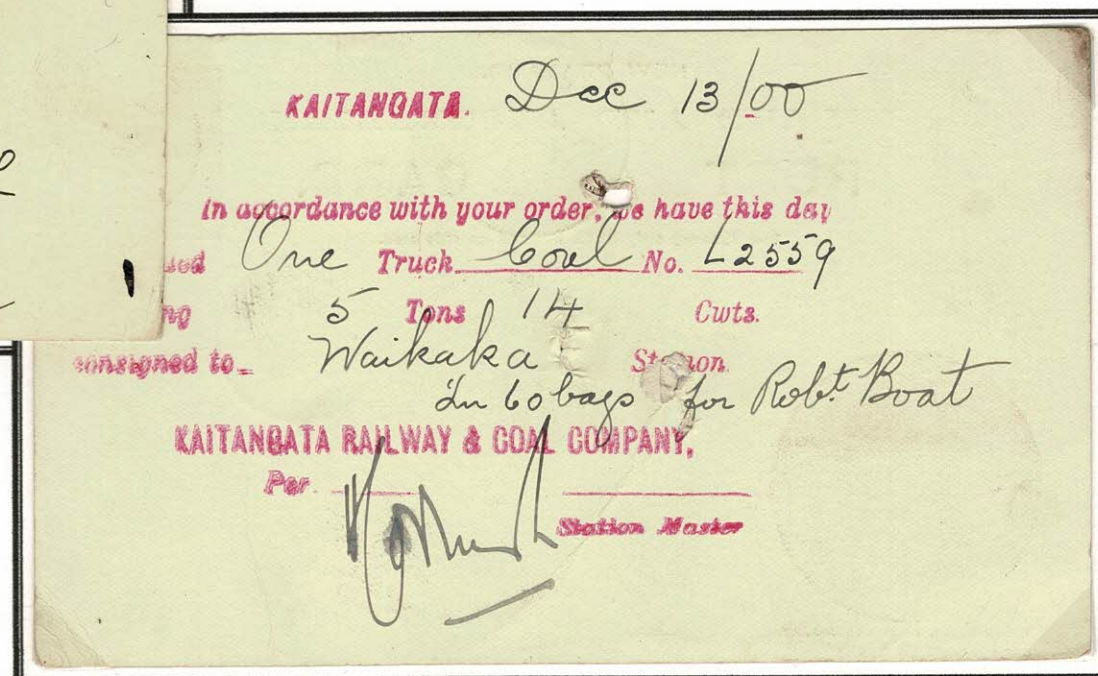 KAITANGATA. Dec 13/00
In accordance with your order, we have this day
One Truck Coal No. L2559
5 Tons 14 Cwts.
consigned to Waikaka Station
In 60 bags for Robt. Boat
KAITANGATA RAILWAY & COAL COMPANY,
Per
Station Master